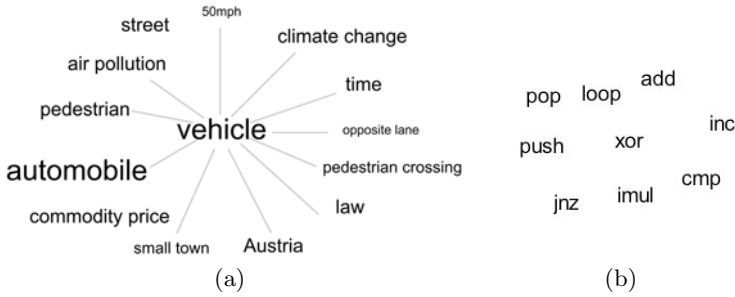 50mph
street
climate change
air pollution
time
pedestrian
vehicle
opposite lane
automobile
pedestrian crossing
commodity price
law
small town
Austria
(a)
add
pop
loop
inc
push
xor
cmp
jnz
imul
(b)